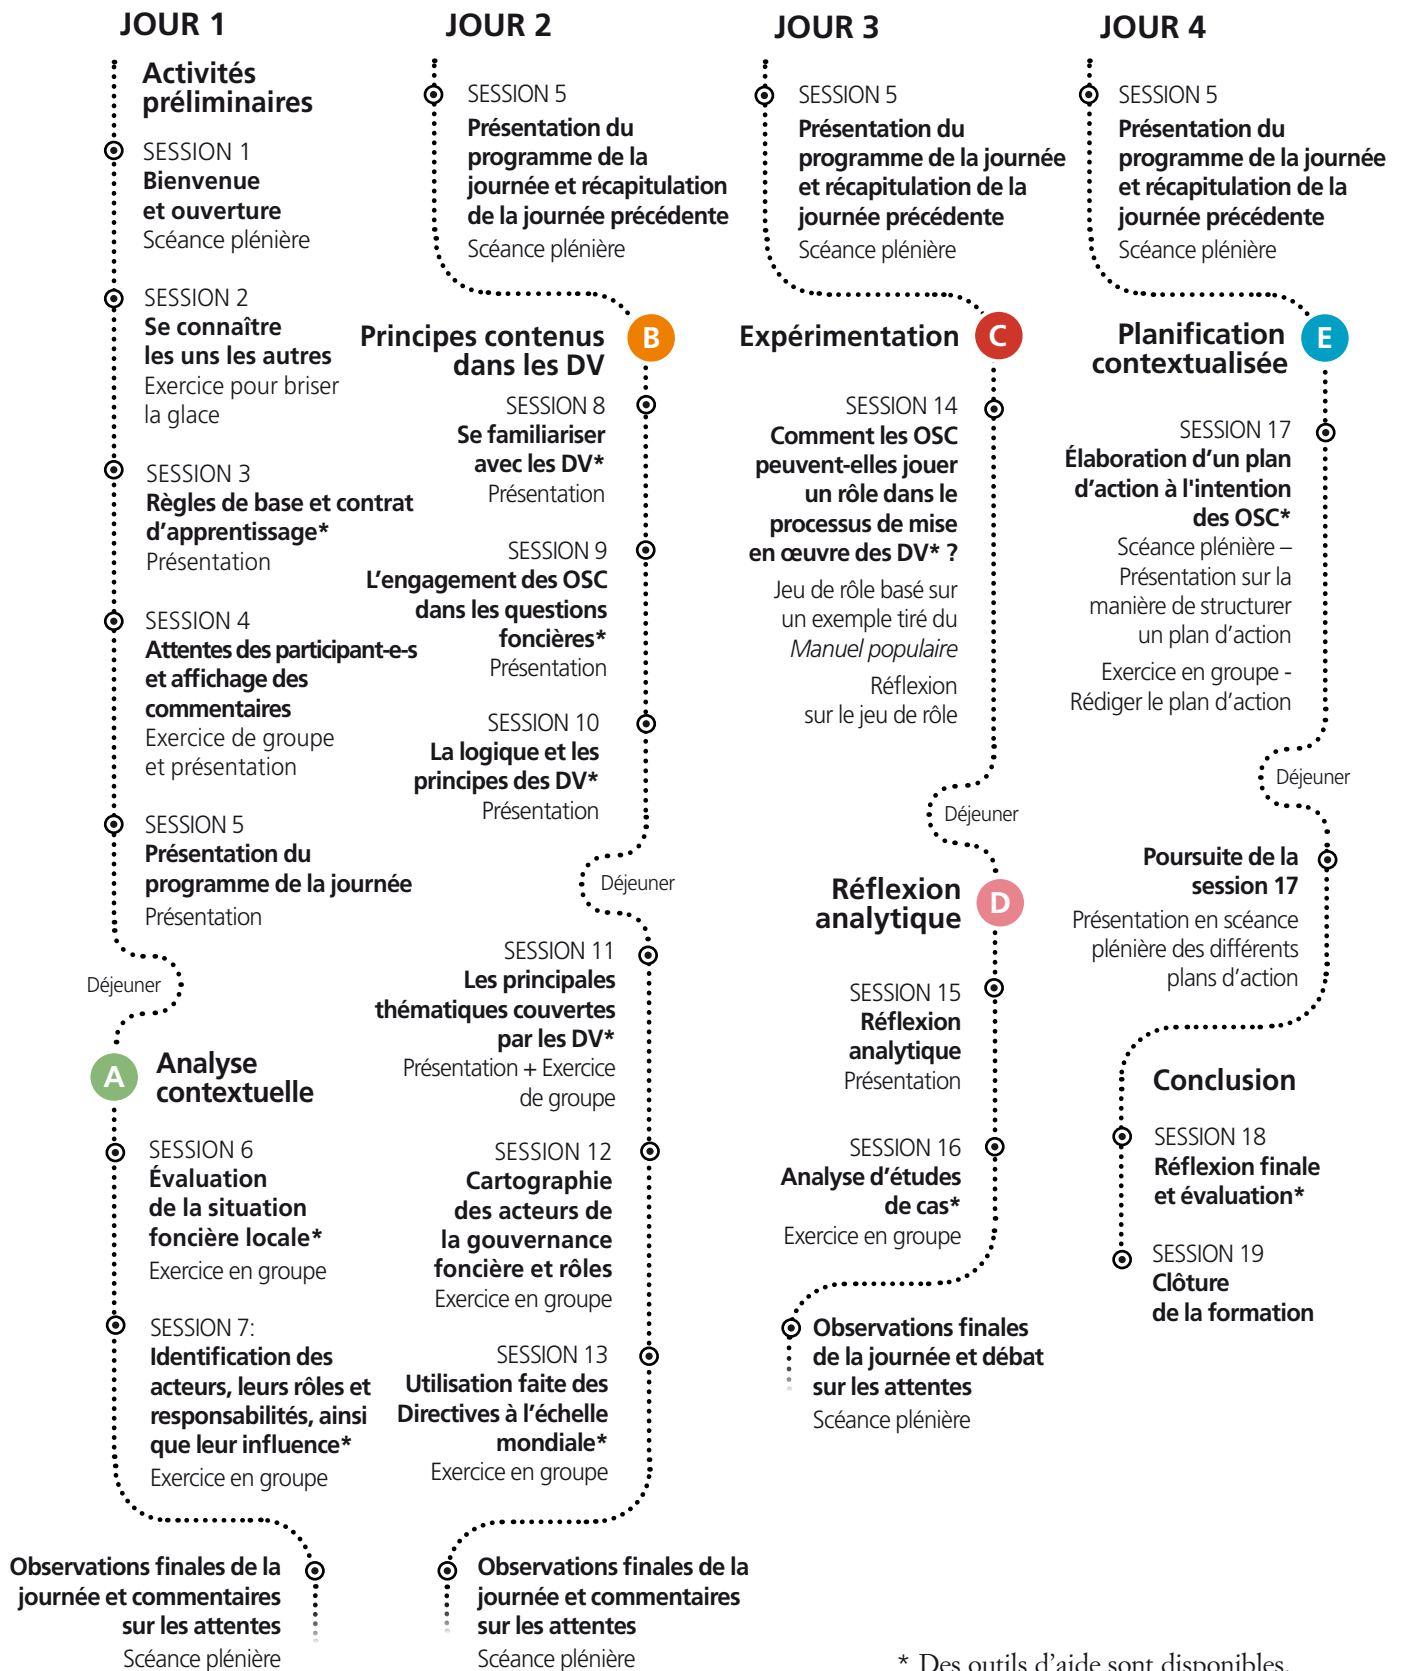 JOUR 1
Activités
préliminaires
SESSION 1
Bienvenue
et ouverture
Scéance plénière
SESSION 2
Se connaître
les uns les autres
Exercice pour briser
la glace
SESSION 3
Règles de base et contrat
d’apprentissage*
Présentation
SESSION 4
Attentes des participant-e-s
et affichage des
commentaires
Exercice de groupe
et présentation
SESSION 5
Présentation du
programme de la journée
Présentation
Déjeuner
A
Analyse
contextuelle
SESSION 6
Évaluation
de la situation
foncière locale*
Exercice en groupe
SESSION 7:
Identification des
acteurs, leurs rôles et
responsabilités, ainsi
que leur influence*
Exercice en groupe
Observations finales de la
journée et commentaires
sur les attentes
Scéance plénière
JOUR 2
SESSION 5
Présentation du
programme de la
journée et récapitulation
de la journée précédente
Scéance plénière
Principes contenus
dans les DV
B
SESSION 8
Se familiariser
avec les DV*
Présentation
SESSION 9
L’engagement des OSC
dans les questions
foncières*
Présentation
SESSION 10
La logique et les
principes des DV*
Présentation
Déjeuner
SESSION 11
Les principales
thématiques couvertes
par les DV*
Présentation + Exercice
de groupe
SESSION 12
Cartographie
des acteurs de
la gouvernance
foncière et rôles
Exercice en groupe
SESSION 13
Utilisation faite des
Directives à l’échelle
mondiale*
Exercice en groupe
Observations finales de la
journée et commentaires
sur les attentes
Scéance plénière
JOUR 3
SESSION 5
Présentation du
programme de la journée
et récapitulation de la
journée précédente
Scéance plénière
Expérimentation
C
SESSION 14
Comment les OSC
peuvent-elles jouer
un rôle dans le
processus de mise
en œuvre des DV* ?
Jeu de rôle basé sur
un exemple tiré du
Manuel populaire
Réflexion
sur le jeu de rôle
Déjeuner
Réflexion
analytique
D
SESSION 15
Réflexion
analytique
Présentation
SESSION 16
Analyse d’études
de cas*
Exercice en groupe
Observations finales
de la journée et débat
sur les attentes
Scéance plénière
JOUR 4
SESSION 5
Présentation du
programme de la journée
et récapitulation de la
journée précédente
Scéance plénière
Planification
contextualisée
E
SESSION 17
Élaboration d’un plan
d’action à l'intention
des OSC*
Scéance plénière –
Présentation sur la
manière de structurer
un plan d’action
Exercice en groupe -
Rédiger le plan d’action
Déjeuner
Poursuite de la
session 17
Présentation en scéance
plénière des différents
plans d’action
Conclusion
SESSION 18
Réflexion finale
et évaluation*
SESSION 19
Clôture
de la formation
* Des outils d’aide sont disponibles.